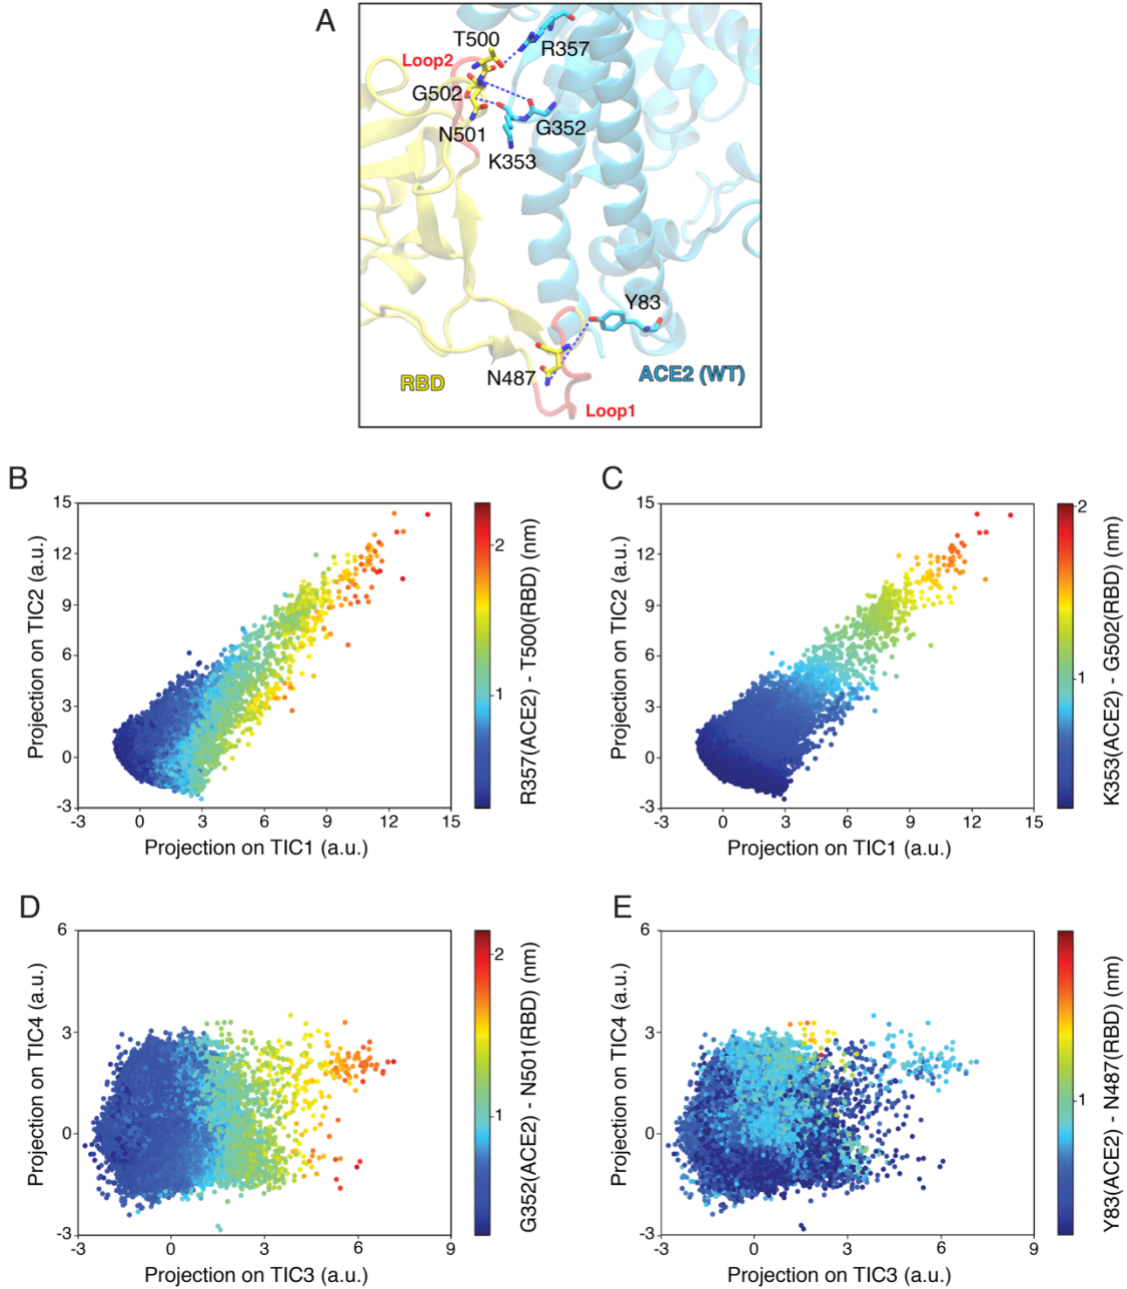 A
T500
R357
Loop2
G502
G352
N501
K353
Y83
N487
RBD
ACE2 (WT)
Loop1
B
15
12
9
6
3
0
-3
-3 0 3 6 9 12 15
Projection on TIC2 (a.u.)
Projection on TIC1 (a.u.)
2
1
R357(ACE2) - T500(RBD) (nm)
C
15
12
9
6
3
0
-3
-3 0 3 6 9 12 15
Projection on TIC2 (a.u.)
Projection on TIC1 (a.u.)
2
1
K353(ACE2) - G502(RBD) (nm)
D
6
3
0
-3
-3 0 3 6 9
Projection on TIC4 (a.u.)
Projection on TIC3 (a.u.)
2
1
G352(ACE2) - N501(RBD) (nm)
E
6
3
0
-3
-3 0 3 6 9
Projection on TIC4 (a.u.)
Projection on TIC3 (a.u.)
1
Y83(ACE2) - N487(RBD) (nm)